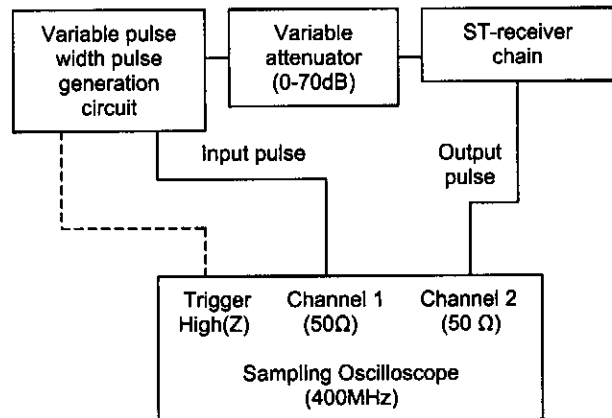 Variable pulse
width pulse
generation
circuit
Variable
attenuator
(0-70dB)
ST-receiver
chain
Input pulse
Output
pulse
Trigger
High(Z)
Channel 1
(50Ω)
Channel 2
(50 Ω)
Sampling Oscilloscope
(400MHz)